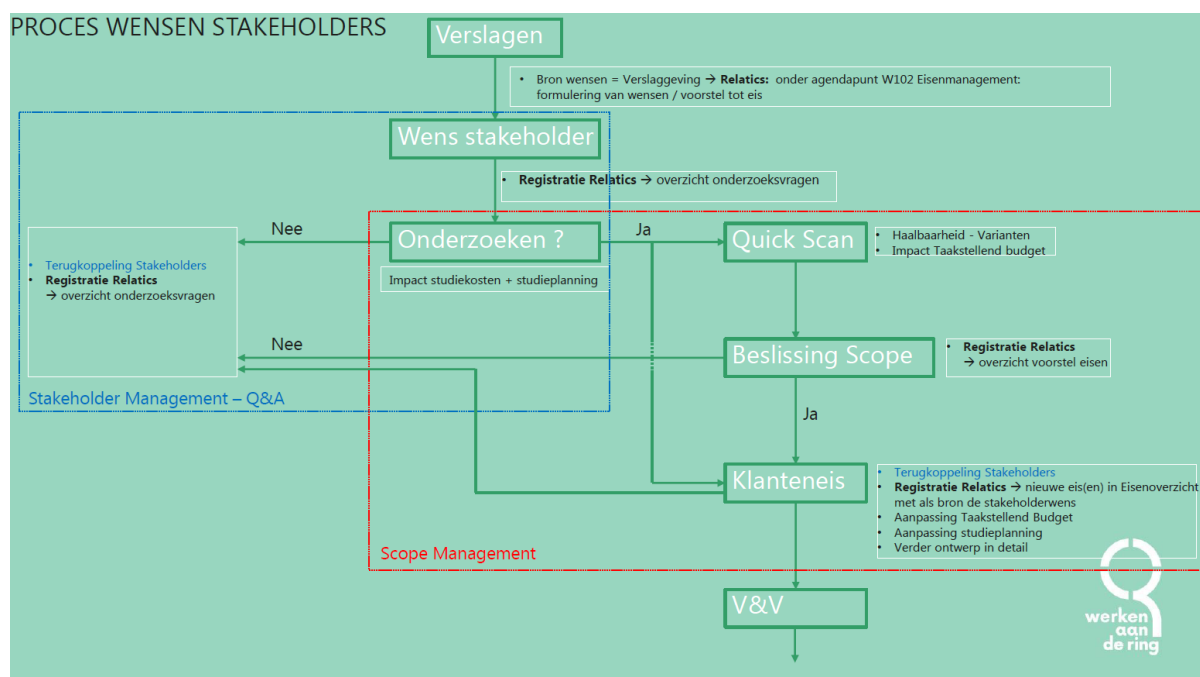 PROCES WENSEN STAKEHOLDERS
Verslagen
• Bron wensen = Verslaggeving → Relatics: onder agendapunt W102 Eisenmanagement:
formulering van wensen / voorstel tot eis
Wens stakeholder
• Registratie Relatics → overzicht onderzoeksvragen
Nee
Onderzoeken ?
Ja
Quick Scan
• Haalbaarheid - Varianten
• Impact Taakstellend budget
Impact studiekosten + studieplanning
• Terugkoppeling Stakeholders
• Registratie Relatics
→ overzicht onderzoeksvragen
Nee
Beslissing Scope
• Registratie Relatics
→ overzicht voorstel eisen
Stakeholder Management – Q&A
Ja
Klanteneis
• Terugkoppeling Stakeholders
• Registratie Relatics → nieuwe eis(en) in Eisenoverzicht
met als bron de stakeholderwens
• Aanpassing Taakstellend Budget
• Aanpassing studieplanning
• Verder ontwerp in detail
Scope Management
V&V
werken
aan
de ring